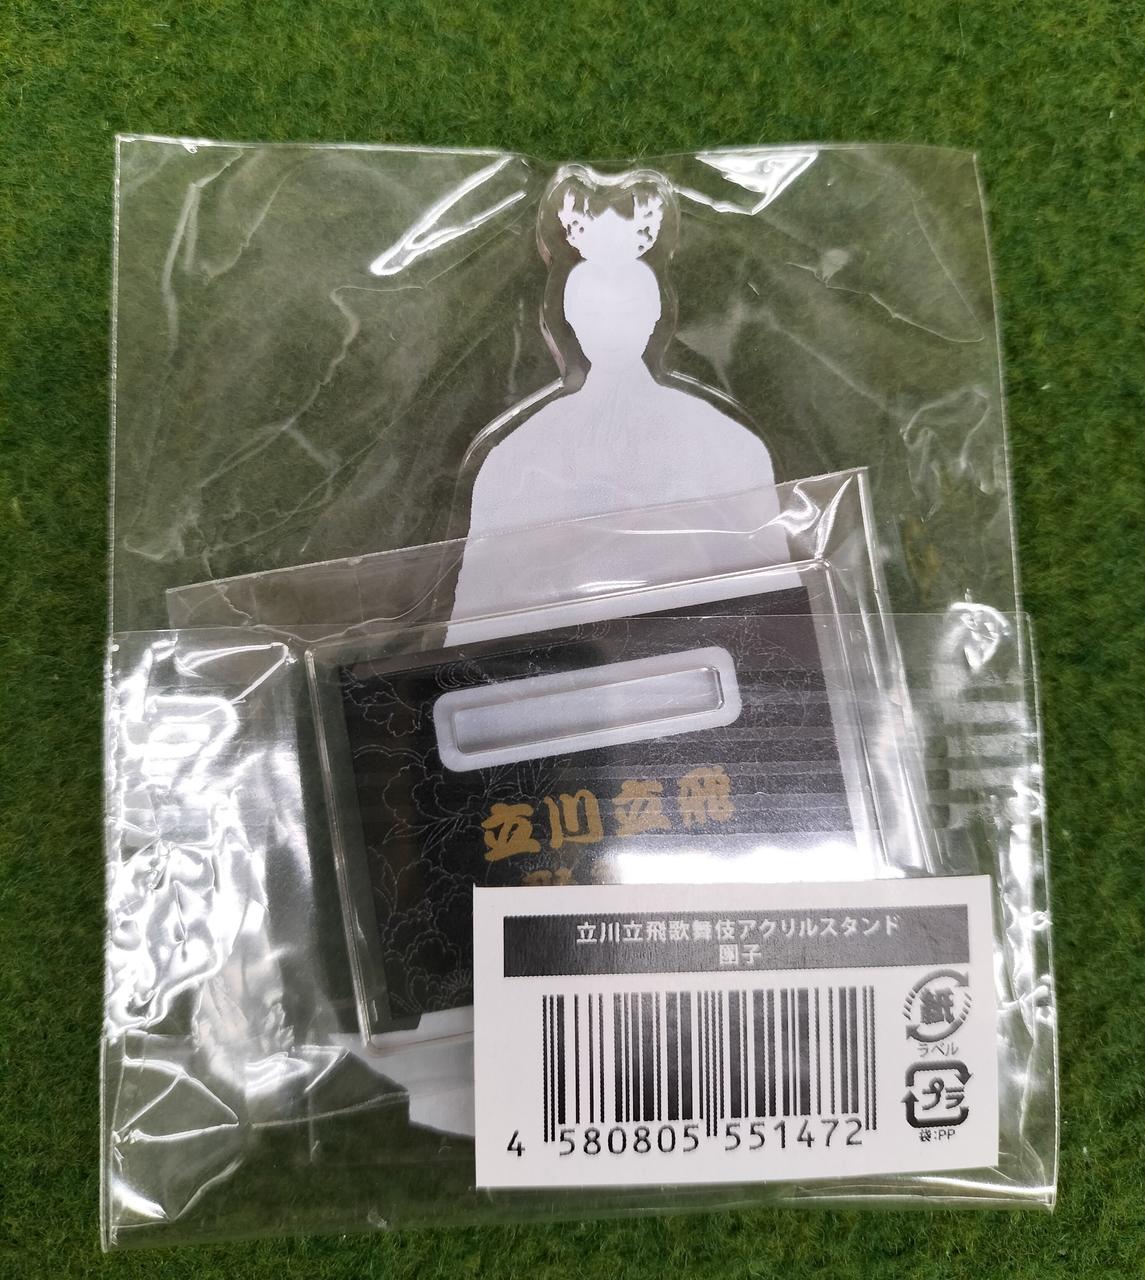 立川立飛
立川立飛歌舞伎アクリルスタンド
團子
紙
ラベル
プラ
袋:PP
4 580805 551472